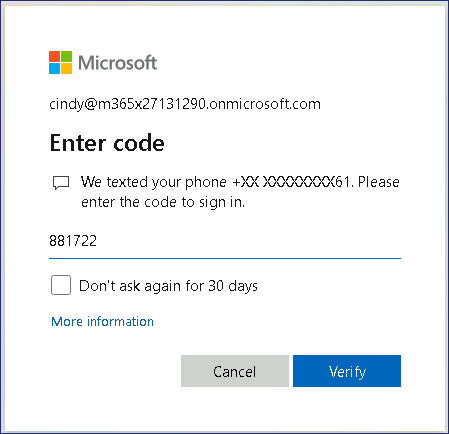 Microsoft
cindy@m365x27131290.onmicrosoft.com
Enter code
We texted your phone +XX XXXXXXXX61. Please
enter the code to sign in.
881722
Don't ask again for 30 days
More information
Cancel
Verify